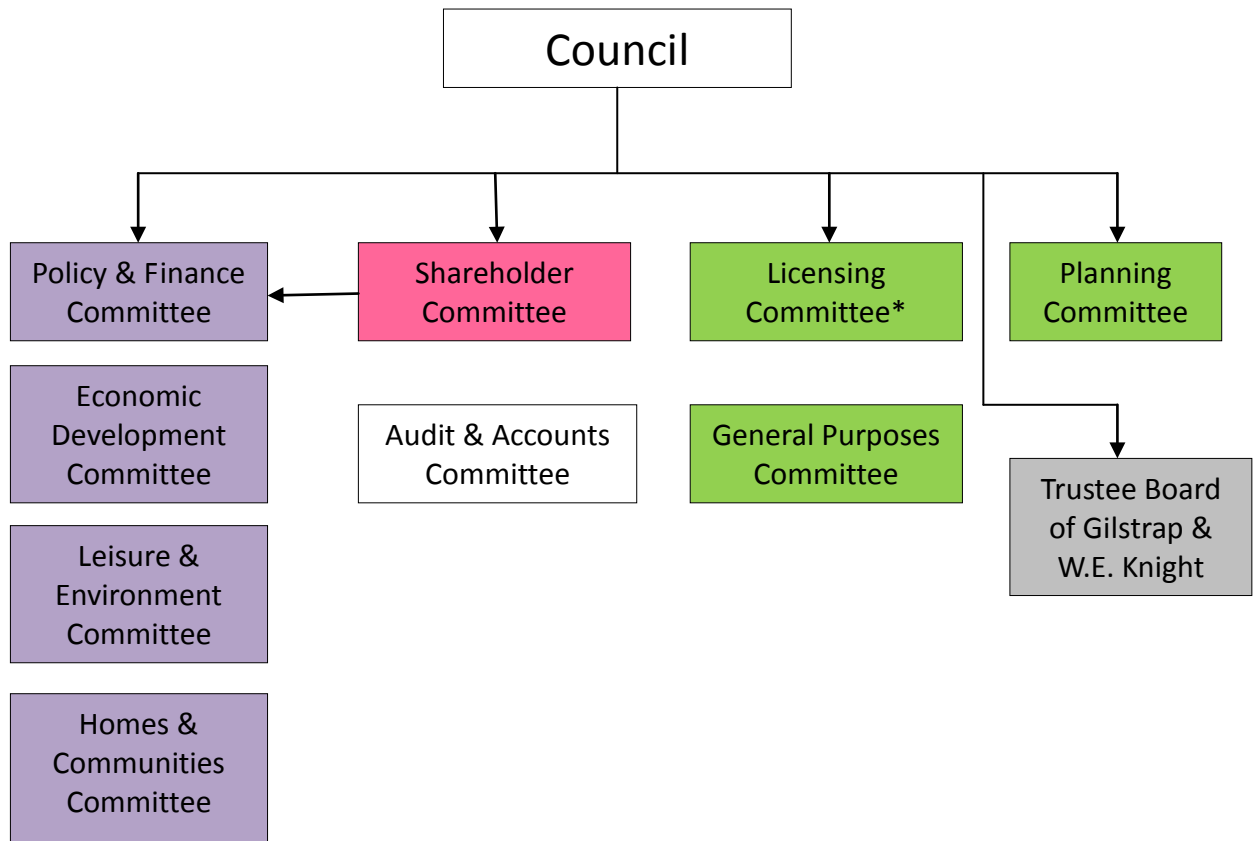 Council
Policy & Finance
Committee
Shareholder
Committee
Licensing
Committee*
Planning
Committee
Economic
Development
Committee
Audit & Accounts
Committee
General Purposes
Committee
Trustee Board
of Gilstrap &
W.E. Knight
Leisure &
Environment
Committee
Homes &
Communities
Committee